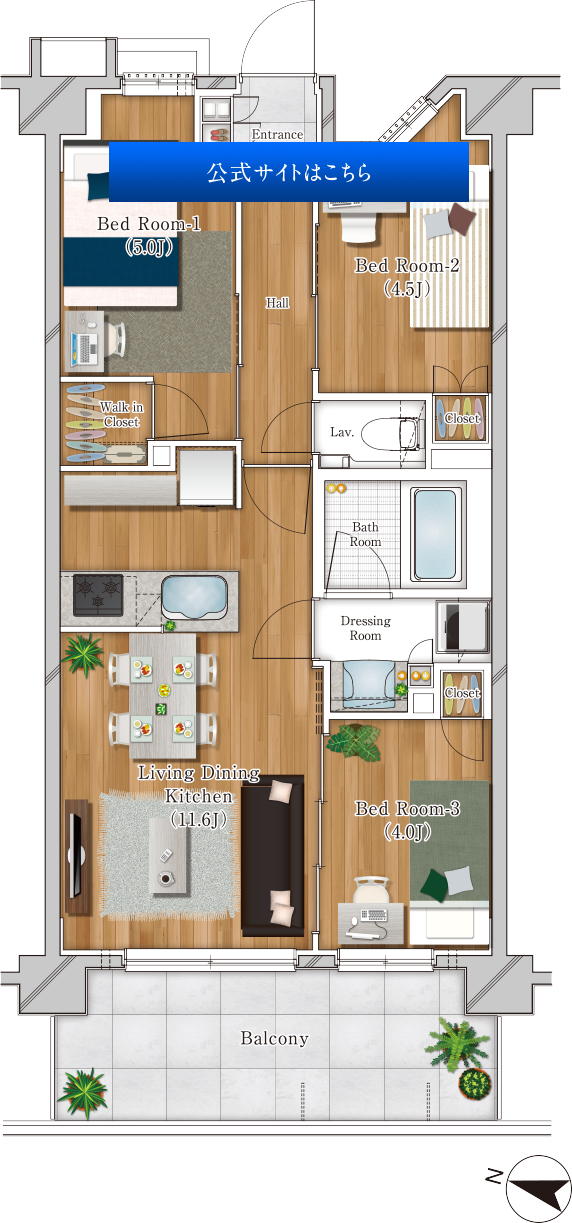 Entrance
公式サイトはこちら
Bed Room-1
(5.0J)
Bed Room-2
(4.5J)
Hall
Walk in
Closet
Closet
Lav.
Bath
Room
Dressing
Room
Closet
Living Dining
Kitchen
(11.6J)
Bed Room-3
(4.0J)
Balcony
N